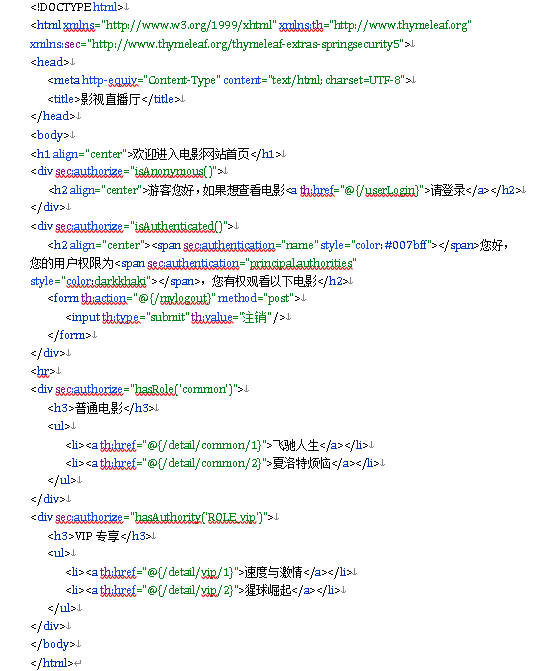 <!DOCTYPE html>↓
<html xmlns="http://www.w3.org/1999/xhtml" xmlns:th="http://www.thymeleaf.org"
xmlns:sec="http://www.thymeleaf.org/thymeleaf-extras-springsecurity5">↓
<head>↓
<meta http-equiv="Content-Type" content="text/html; charset=UTF-8">↓
<title>影视直播厅</title>↓
</head>↓
<body>↓
<h1 align="center">欢迎进入电影网站首页</h1>↓
<div sec:authorize="isAnonymous()">↓
<h2 align="center">游客您好，如果想查看电影<a th:href="@{/userLogin}">请登录</a></h2>↓
</div>↓
<div sec:authorize="isAuthenticated()">↓
<h2 align="center"><span sec:authentication="name" style="color: #007bff"></span>您好，
您的用户权限为<span sec:authentication="principal.authorities"
style="color:darkkhaki"></span>，您有权观看以下电影</h2>↓
<form th:action="@{/mylogout}" method="post">↓
<input th:type="submit" th:value="注销" />↓
</form>↓
</div>↓
<hr>↓
<div sec:authorize="hasRole('common')">↓
<h3>普通电影</h3>↓
<ul>↓
<li><a th:href="@{/detail/common/1}">飞驰人生</a></li>↓
<li><a th:href="@{/detail/common/2}">夏洛特烦恼</a></li>↓
</ul>↓
</div>↓
<div sec:authorize="hasAuthority('ROLE_vip')">↓
<h3>VIP 专享</h3>↓
<ul>↓
<li><a th:href="@{/detail/vip/1}">速度与激情</a></li>↓
<li><a th:href="@{/detail/vip/2}">猩球崛起</a></li>↓
</ul>↓
</div>↓
</body>↓
</html>↵